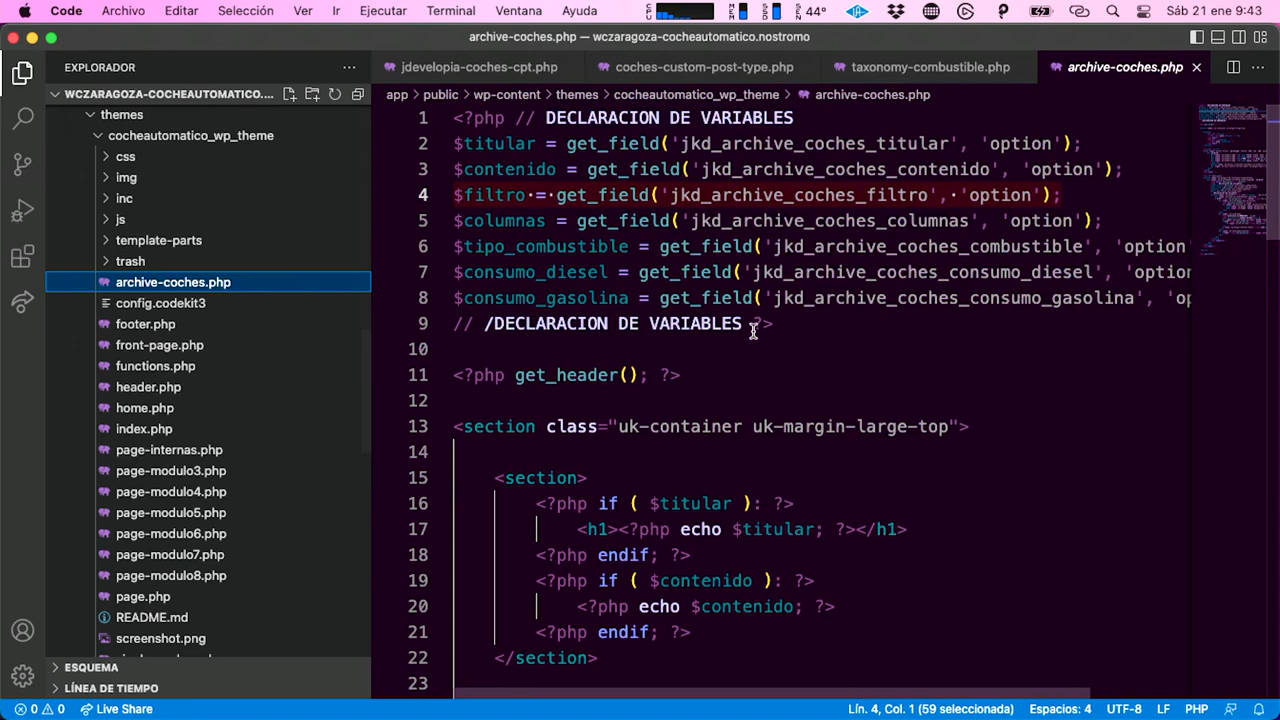 Code Archivo Editar Selección Ver Ir Ejecutar Terminal Ventana Ayuda CPU MEM SSD SEN 44° Sáb 21 ene 9:43
archive-coches.php — wczaragoza-cocheautomatico.nostromo
EXPLORADOR ···
jdevelopia-coches-cpt.php coches-custom-post-type.php taxonomy-combustible.php archive-coches.php
WCZARAGOZA-COCHEAUTOMATICO....
app > public > wp-content > themes > cocheautomatico_wp_theme > archive-coches.php
themes
cocheautomatico_wp_theme
css
img
inc
js
template-parts
trash
archive-coches.php
config.codekit3
footer.php
front-page.php
functions.php
header.php
home.php
index.php
page-internas.php
page-modulo3.php
page-modulo4.php
page-modulo5.php
page-modulo6.php
page-modulo7.php
page-modulo8.php
page.php
README.md
screenshot.png
ESQUEMA
LÍNEA DE TIEMPO
1 <?php // DECLARACION DE VARIABLES
2 $titular = get_field('jkd_archive_coches_titular', 'option');
3 $contenido = get_field('jkd_archive_coches_contenido', 'option');
4 $filtro·=·get_field('jkd_archive_coches_filtro',·'option');
5 $columnas = get_field('jkd_archive_coches_columnas', 'option');
6 $tipo_combustible = get_field('jkd_archive_coches_combustible', 'option
7 $consumo_diesel = get_field('jkd_archive_coches_consumo_diesel', 'optio
8 $consumo_gasolina = get_field('jkd_archive_coches_consumo_gasolina', 'op
9 // /DECLARACION DE VARIABLES ?>
10
11 <?php get_header(); ?>
12
13 <section class="uk-container uk-margin-large-top">
14
15 <section>
16 <?php if ( $titular ): ?>
17 <h1><?php echo $titular; ?></h1>
18 <?php endif; ?>
19 <?php if ( $contenido ): ?>
20 <?php echo $contenido; ?>
21 <?php endif; ?>
22 </section>
23
0 0 Live Share Lín. 4, Col. 1 (59 seleccionada) Espacios: 4 UTF-8 LF PHP